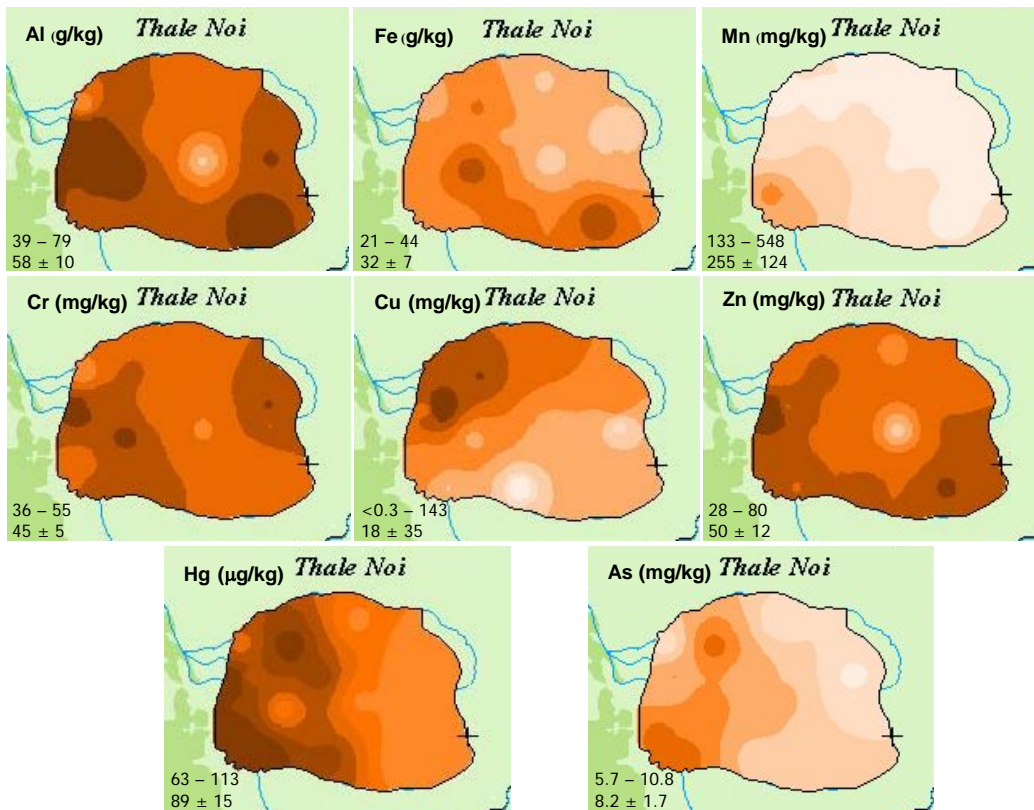 Al (g/kg) Thale Noi
39 – 79
58 ± 10
Fe (g/kg) Thale Noi
21 – 44
32 ± 7
Mn (mg/kg) Thale Noi
133 – 548
255 ± 124
Cr (mg/kg) Thale Noi
36 – 55
45 ± 5
Cu (mg/kg) Thale Noi
<0.3 – 143
18 ± 35
Zn (mg/kg) Thale Noi
28 – 80
50 ± 12
Hg (µg/kg) Thale Noi
63 – 113
89 ± 15
As (mg/kg) Thale Noi
5.7 – 10.8
8.2 ± 1.7